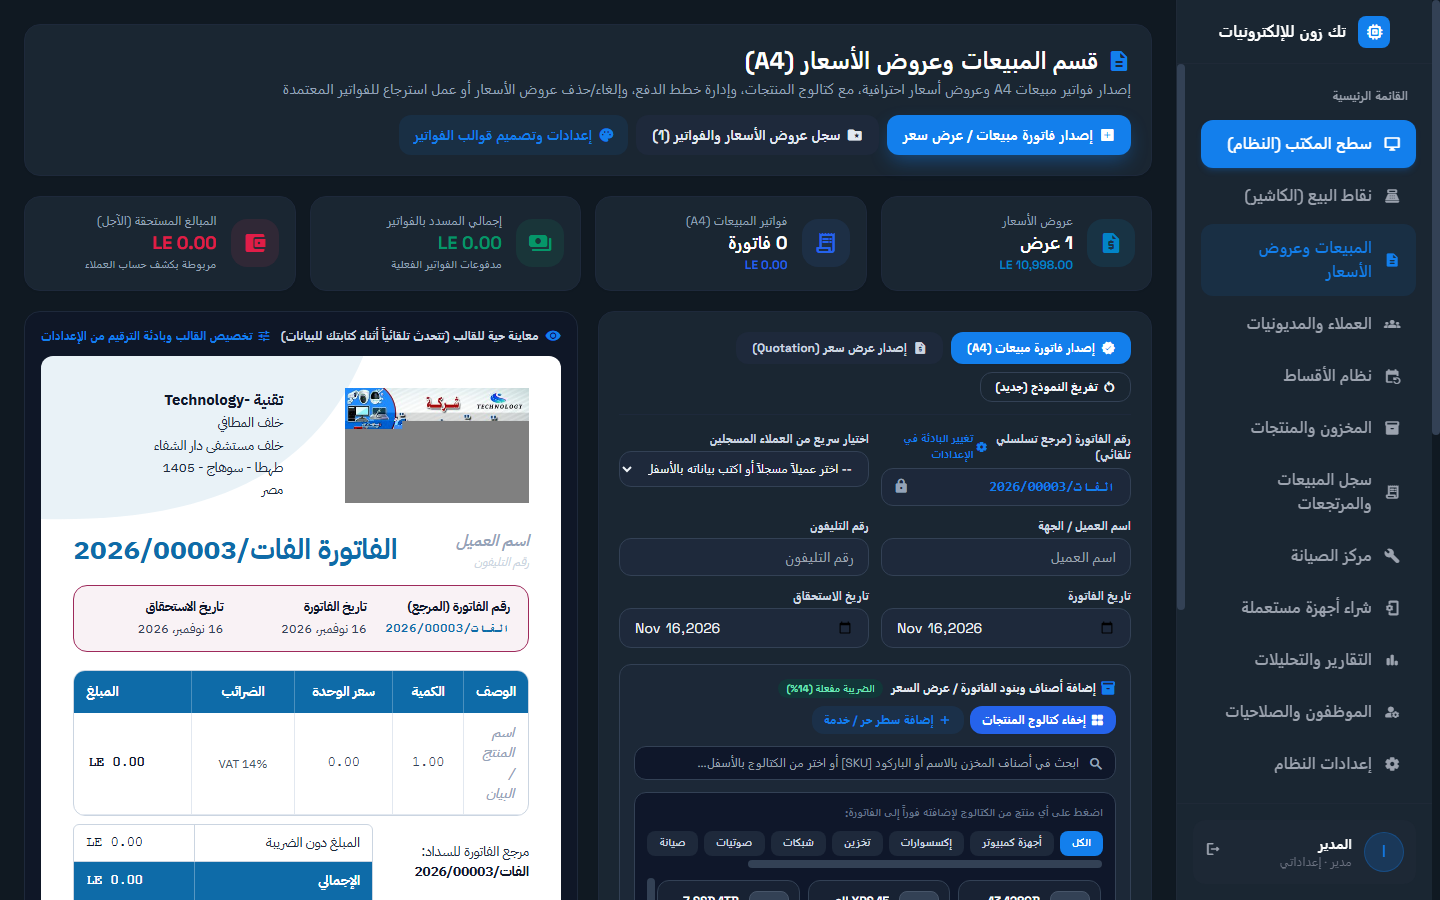 تك زون للإلكترونيات
القائمة الرئيسية
سطح المكتب (النظام)
نقاط البيع (الكاشير)
المبيعات وعروض
الأسعار
العملاء والمديونيات
نظام الأقساط
المخزون والمنتجات
سجل المبيعات
والمرتجعات
مركز الصيانة
شراء أجهزة مستعملة
التقارير والتحليلات
الموظفون والصلاحيات
إعدادات النظام
ا
المدير
مدير · إعداداتي
قسم المبيعات وعروض الأسعار (A4)
إصدار فواتير مبيعات A4 وعروض أسعار احترافية، مع كتالوج المنتجات، وإدارة خطط الدفع، وإلغاء/حذف عروض الأسعار أو عمل استرجاع للفواتير المعتمدة
إصدار فاتورة مبيعات / عرض سعر
سجل عروض الأسعار والفواتير (1)
إعدادات وتصميم قوالب الفواتير
عروض الأسعار
1 عرض
LE 10,998.00
فواتير المبيعات (A4)
0 فاتورة
LE 0.00
إجمالي المسدد بالفواتير
LE 0.00
مدفوعات الفواتير الفعلية
المبالغ المستحقة (الآجل)
LE 0.00
مربوطة بكشف حساب العملاء
إصدار فاتورة مبيعات (A4)
إصدار عرض سعر (Quotation)
تفريغ النموذج (جديد)
رقم الفاتورة (مرجع تسلسلي
تلقائي)
تغيير البادئة في
الإعدادات
الفات/2026/00003
اختيار سريع من العملاء المسجلين
-- اختر عميلاً مسجلاً أو اكتب بياناته بالأسفل
اسم العميل / الجهة
اسم العميل
رقم التليفون
رقم التليفون
تاريخ الفاتورة
Nov 16,2026
تاريخ الاستحقاق
Nov 16,2026
إضافة أصناف وبنود الفاتورة / عرض السعر
الضريبة مفعلة (14%)
إخفاء كتالوج المنتجات
إضافة سطر حر / خدمة
ابحث في أصناف المخزن بالاسم أو الباركود [SKU] أو اختر من الكتالوج بالأسفل...
اضغط على أي منتج من الكتالوج لإضافته فوراً إلى الفاتورة:
الكل
أجهزة كمبيوتر
إكسسوارات
تخزين
شبكات
صوتيات
صيانة
معاينة حية للقالب (تتحدث تلقائياً أثناء كتابتك للبيانات)
تخصيص القالب وبادئة الترقيم من الإعدادات
شركة
TECHNOLOGY
تقنية -Technology
خلف المطافي
خلف مستشفى دار الشفاء
طهطا - سوهاج - 1405
مصر
اسم العميل
رقم التليفون
الفاتورة الفات/2026/00003
رقم الفاتورة (المرجع)
الفات/2026/00003
تاريخ الفاتورة
16 نوفمبر، 2026
تاريخ الاستحقاق
16 نوفمبر، 2026
الوصف
الكمية
سعر الوحدة
الضرائب
المبلغ
اسم
المنتج
/
البيان
1.00
0.00
VAT 14%
LE 0.00
مرجع الفاتورة للسداد:
الفات/2026/00003
المبلغ دون الضريبة
LE 0.00
الإجمالي
LE 0.00